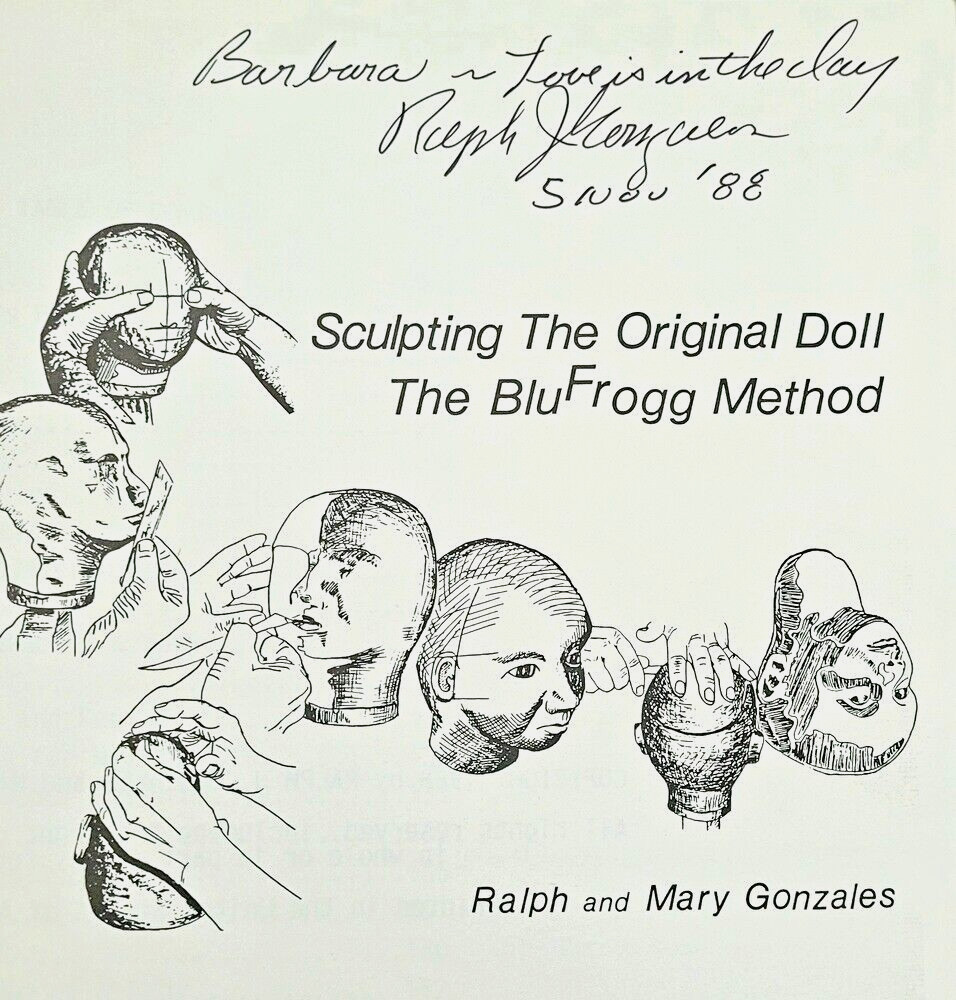 Barbara ~ Love is in the clay
Ralph J Gonzales
5 Nov '88
Sculpting The Original Doll
The BluFrogg Method
Ralph and Mary Gonzales